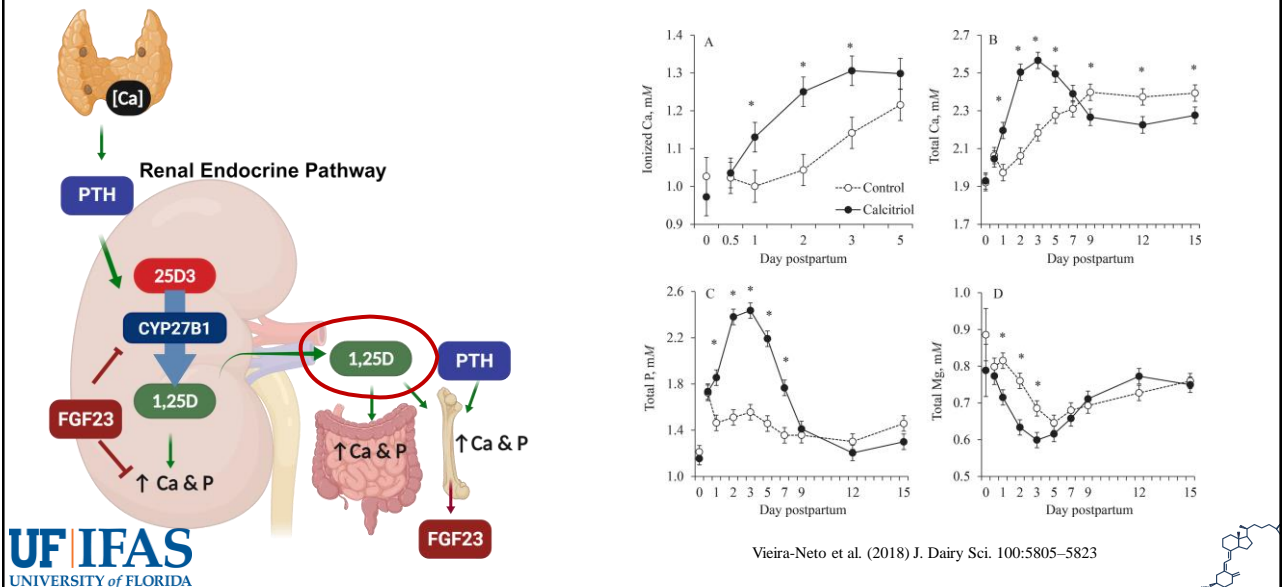 [Ca]
PTH
Renal Endocrine Pathway
25D3
CYP27B1
1,25D
FGF23
↑ Ca & P
1,25D
PTH
↑ Ca & P
↑ Ca & P
FGF23
UF|IFAS
UNIVERSITY of FLORIDA
A
Ionized Ca, mM
1.4
1.3
1.2
1.1
1.0
0.9
0 0.5 1 2 3 5
Day postpartum
Control
Calcitriol
* * *
B
Total Ca, mM
2.7
2.5
2.3
2.1
1.9
1.7
0 1 2 3 5 7 9 12 15
Day postpartum
* * * * * * *
C
Total P, mM
2.6
2.2
1.8
1.4
1.0
0 1 2 3 5 7 9 12 15
Day postpartum
* * * * *
D
Total Mg, mM
1.0
0.9
0.8
0.7
0.6
0.5
0 1 2 3 5 7 9 12 15
Day postpartum
* * *
Vieira-Neto et al. (2018) J. Dairy Sci. 100:5805–5823